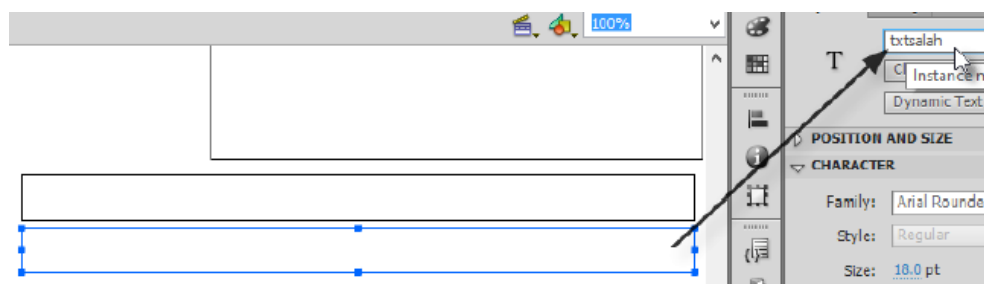 100%
txtsalah
Instance n
Dynamic Text
POSITION AND SIZE
CHARACTER
Family: Arial Rounde
Style: Regular
Size: 18.0 pt